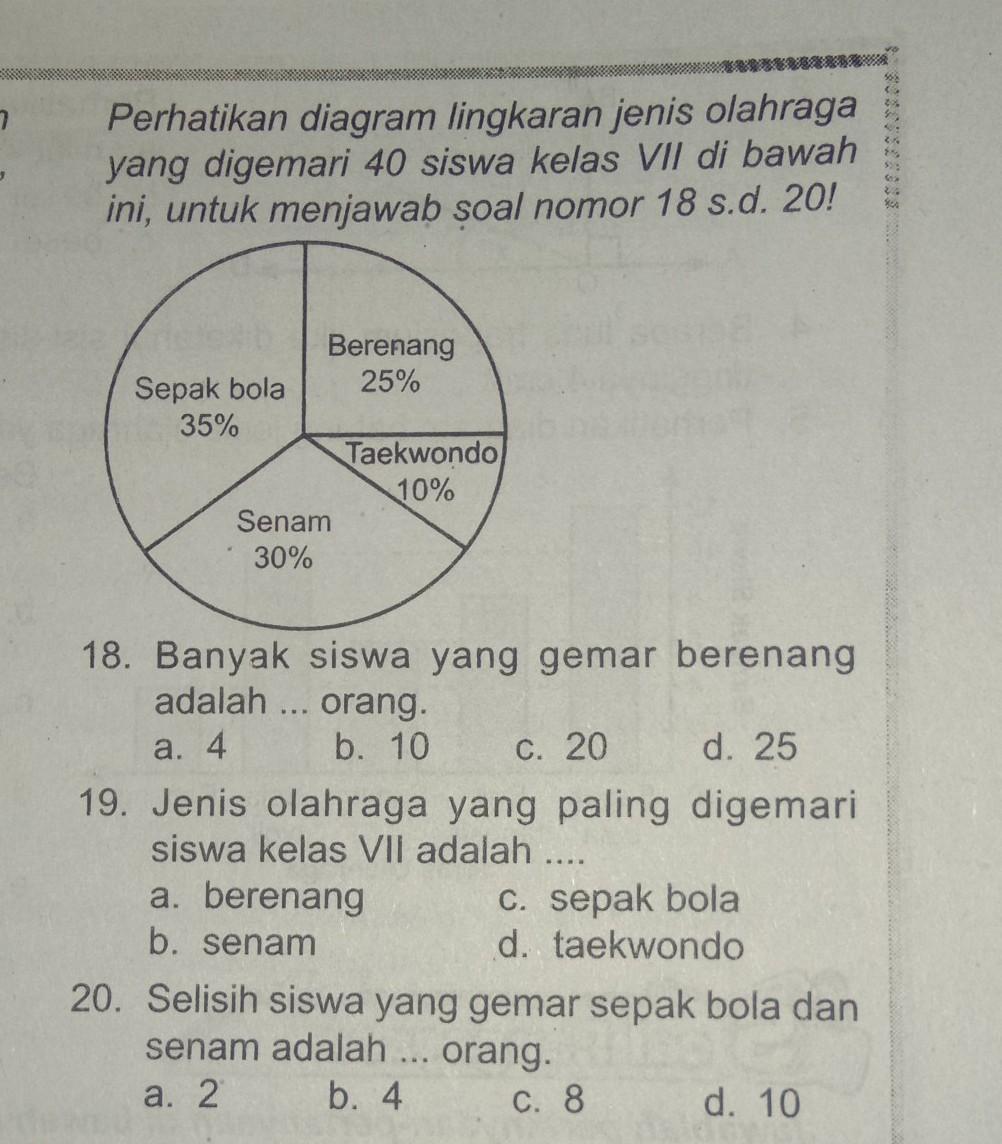 Perhatikan diagram lingkaran jenis olahraga
yang digemari 40 siswa kelas VII di bawah
ini, untuk menjawab soal nomor 18 s.d. 20!
Berenang
25%
Sepak bola
35%
Taekwondo
10%
Senam
30%
18. Banyak siswa yang gemar berenang
adalah ... orang.
a. 4 b. 10 c. 20 d. 25
19. Jenis olahraga yang paling digemari
siswa kelas VII adalah ....
a. berenang c. sepak bola
b. senam d. taekwondo
20. Selisih siswa yang gemar sepak bola dan
senam adalah ... orang.
a. 2 b. 4 c. 8 d. 10